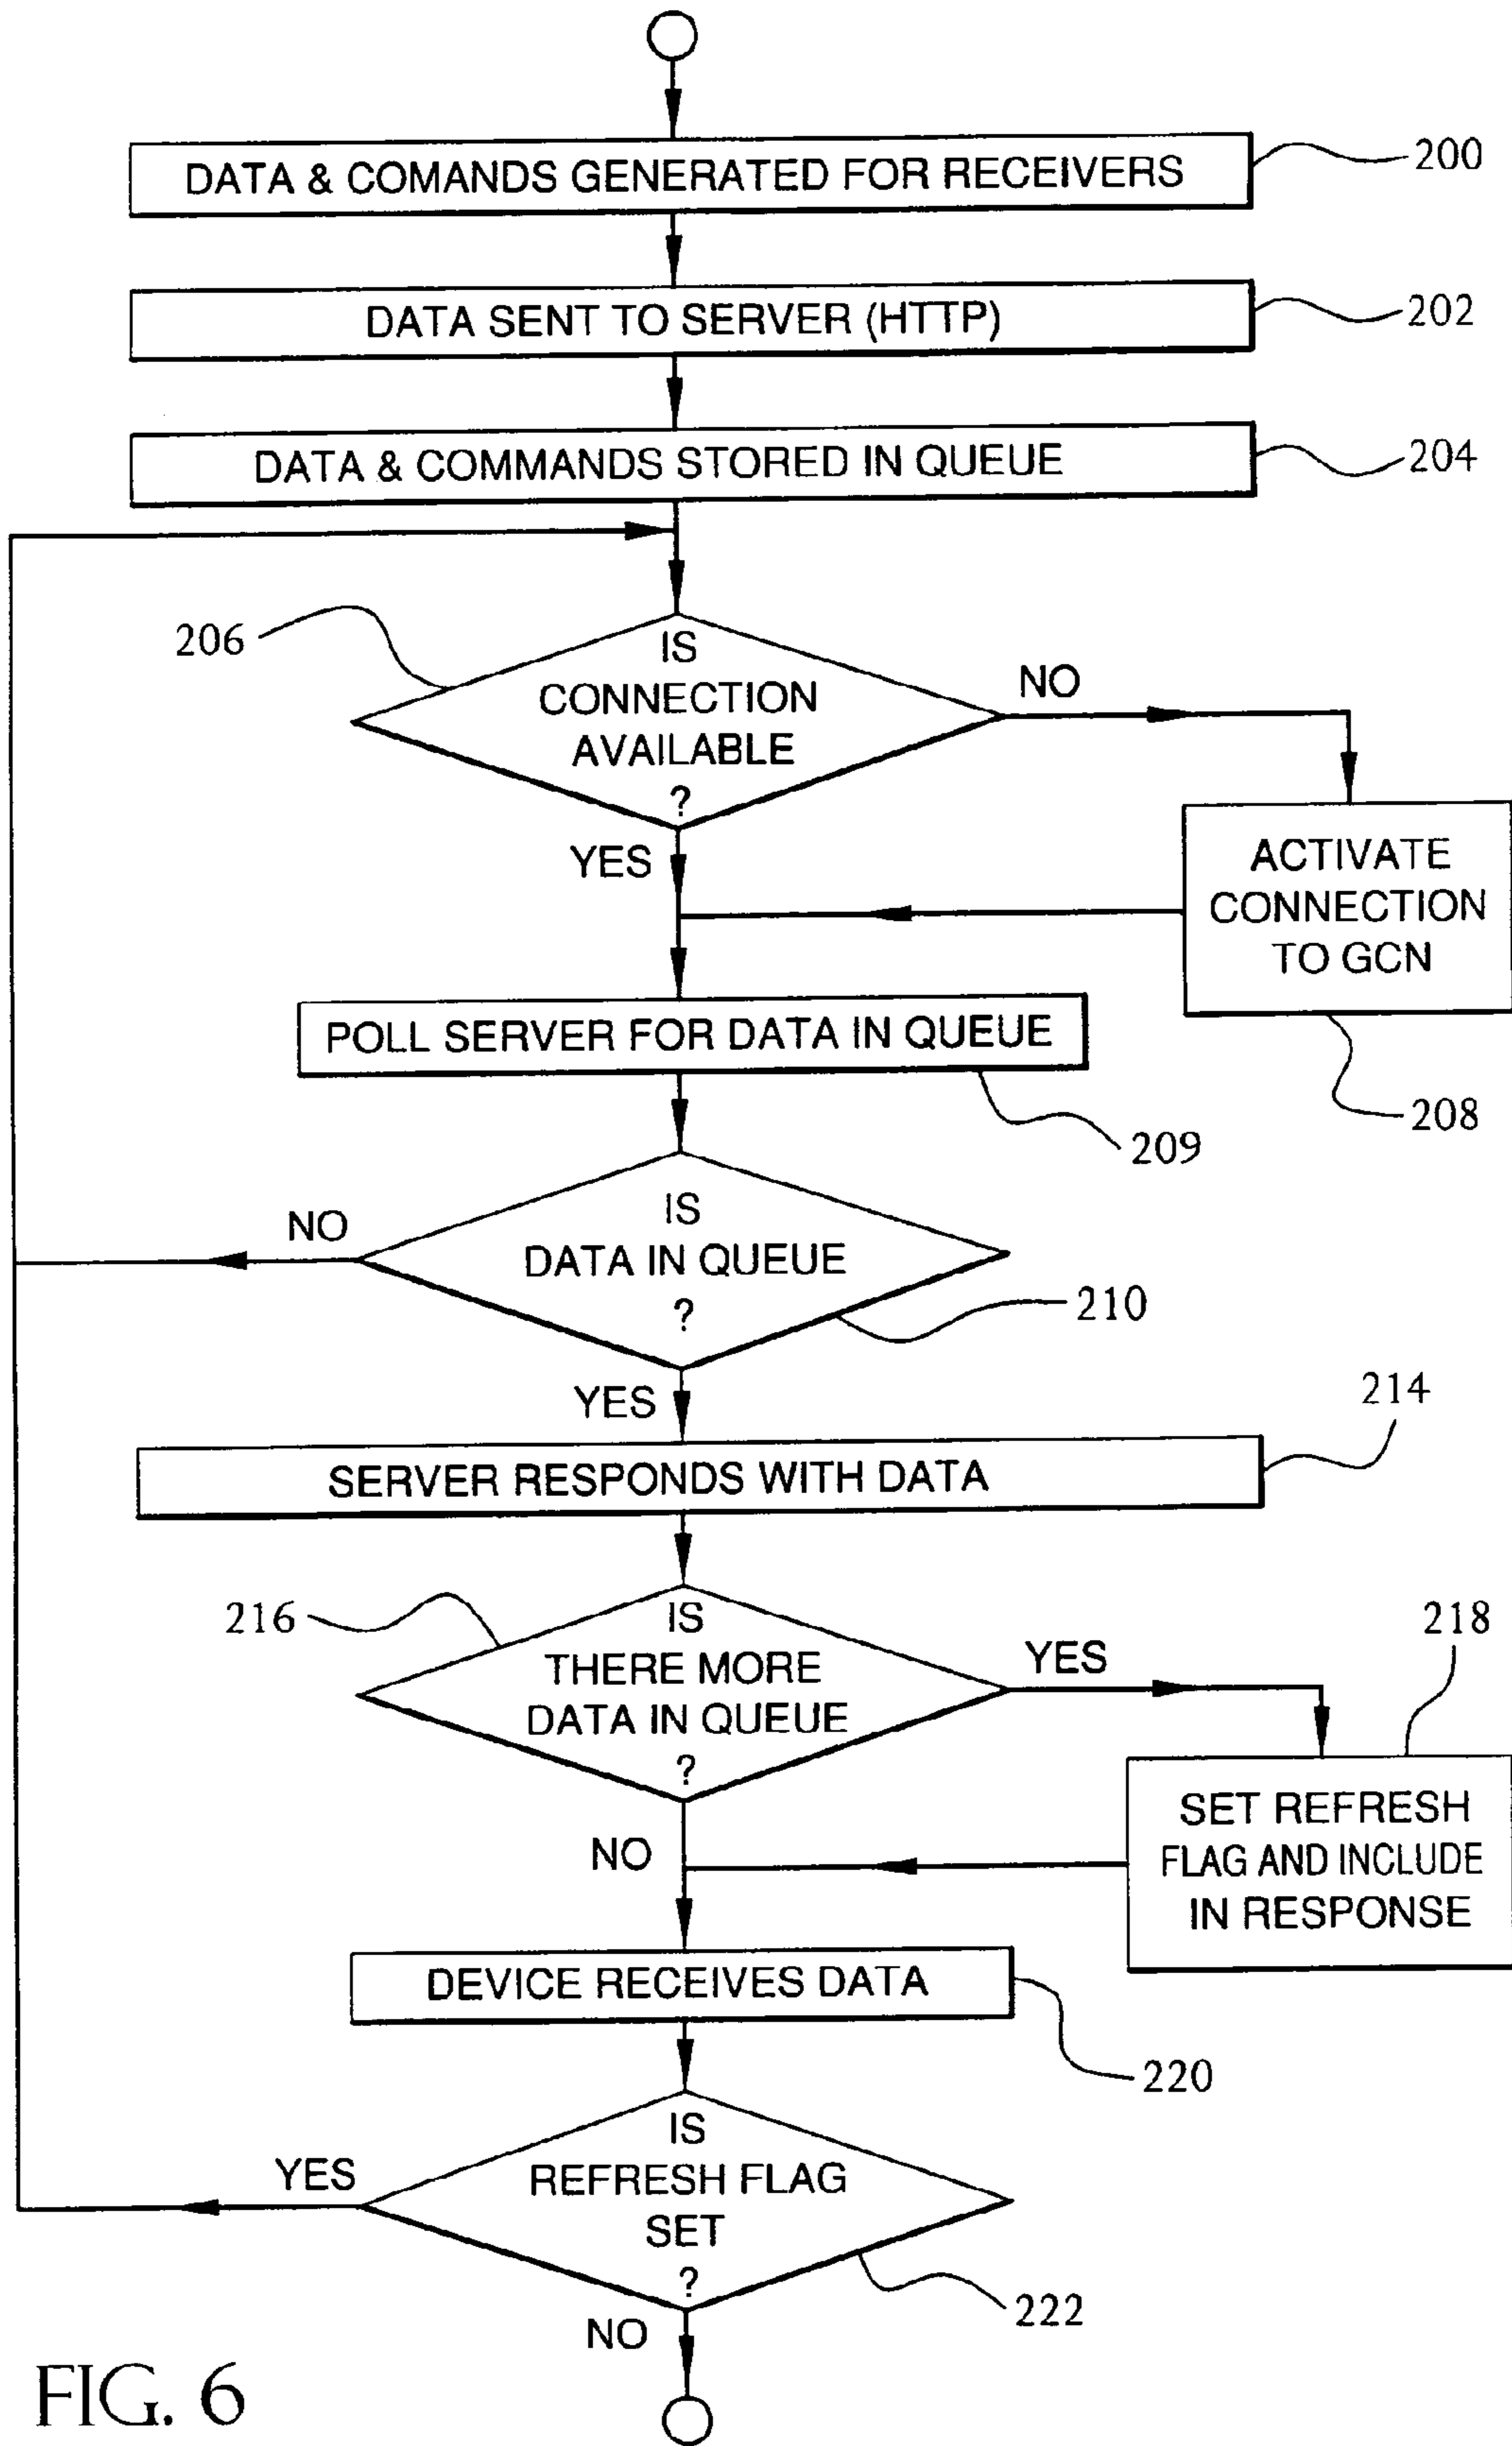 DATA & COMANDS GENERATED FOR RECEIVERS
200
DATA SENT TO SERVER (HTTP)
202
DATA & COMMANDS STORED IN QUEUE
204
206
IS
CONNECTION
AVAILABLE
?
NO
YES
ACTIVATE
CONNECTION
TO GCN
208
POLL SERVER FOR DATA IN QUEUE
209
IS
DATA IN QUEUE
?
NO
210
YES
214
SERVER RESPONDS WITH DATA
216
IS
THERE MORE
DATA IN QUEUE
?
YES
218
NO
SET REFRESH
FLAG AND INCLUDE
IN RESPONSE
DEVICE RECEIVES DATA
220
IS
REFRESH FLAG
SET
?
YES
222
NO
FIG. 6